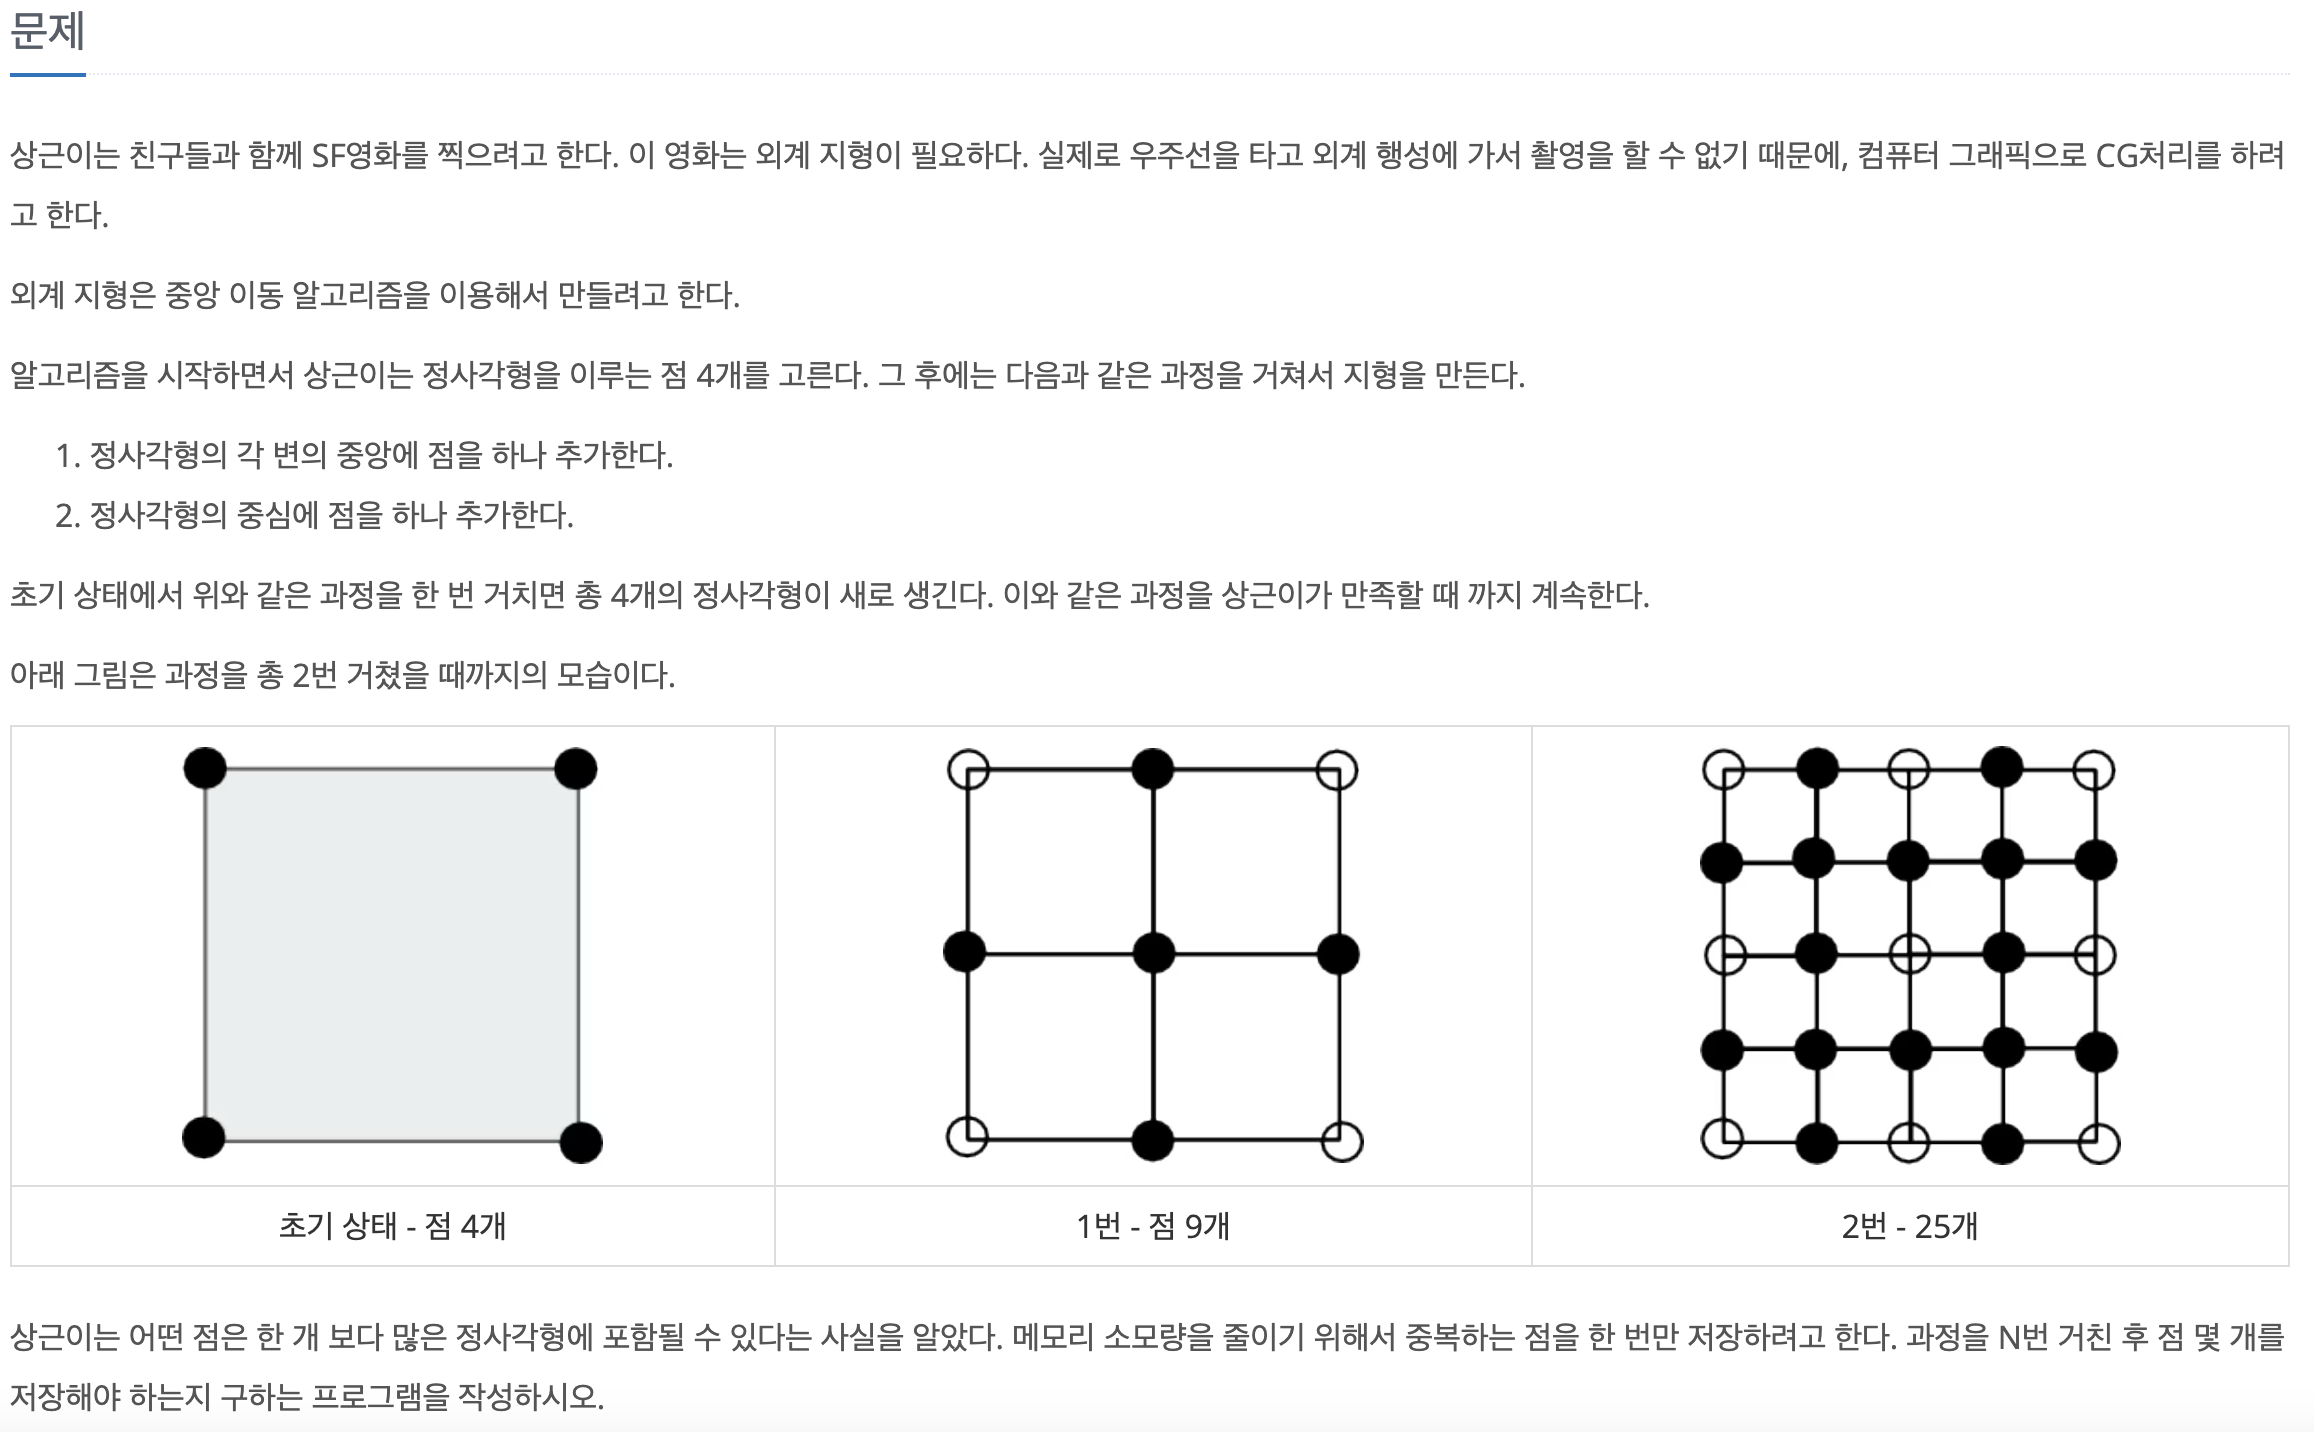 문제
상근이는 친구들과 함께 SF영화를 찍으려고 한다. 이 영화는 외계 지형이 필요하다. 실제로 우주선을 타고 외계 행성에 가서 촬영을 할 수 없기 때문에, 컴퓨터 그래픽으로 CG처리를 하려
고 한다.
외계 지형은 중앙 이동 알고리즘을 이용해서 만들려고 한다.
알고리즘을 시작하면서 상근이는 정사각형을 이루는 점 4개를 고른다. 그 후에는 다음과 같은 과정을 거쳐서 지형을 만든다.
1. 정사각형의 각 변의 중앙에 점을 하나 추가한다.
2. 정사각형의 중심에 점을 하나 추가한다.
초기 상태에서 위와 같은 과정을 한 번 거치면 총 4개의 정사각형이 새로 생긴다. 이와 같은 과정을 상근이가 만족할 때 까지 계속한다.
아래 그림은 과정을 총 2번 거쳤을 때까지의 모습이다.
초기 상태 - 점 4개
1번 - 점 9개
2번 - 25개
상근이는 어떤 점은 한 개 보다 많은 정사각형에 포함될 수 있다는 사실을 알았다. 메모리 소모량을 줄이기 위해서 중복하는 점을 한 번만 저장하려고 한다. 과정을 N번 거친 후 점 몇 개를
저장해야 하는지 구하는 프로그램을 작성하시오.